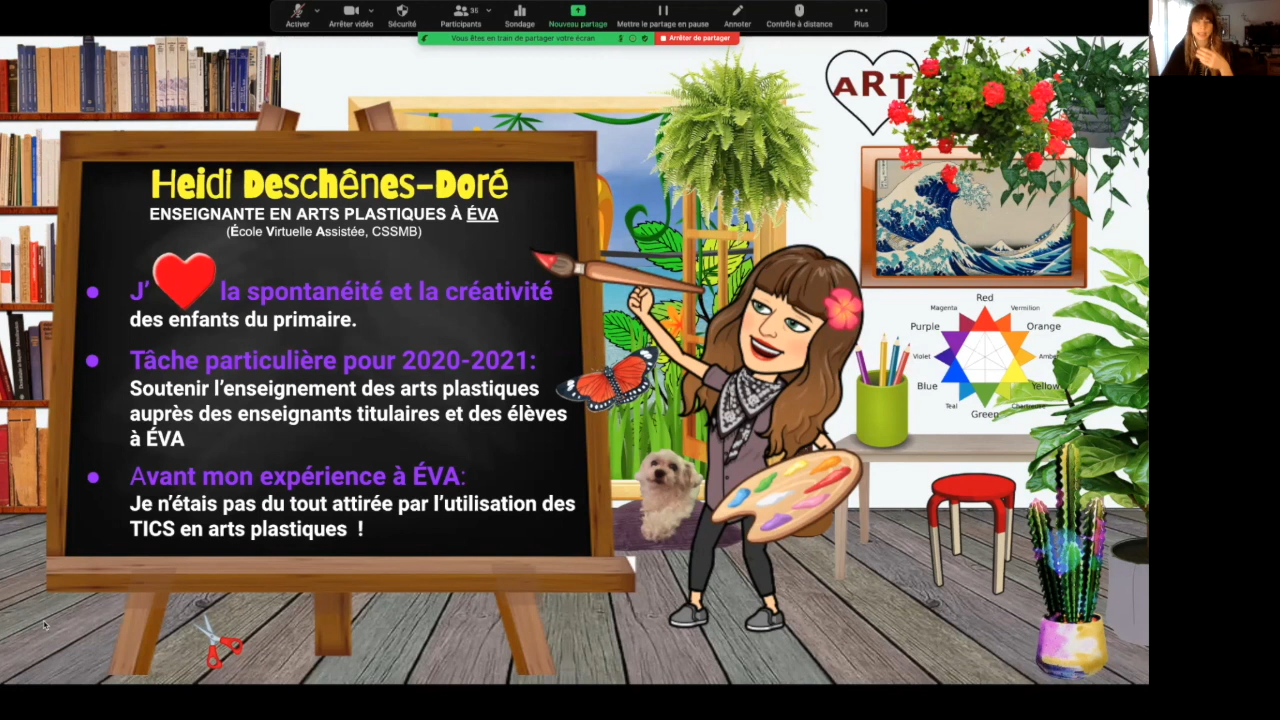 Activer
Arrêter vidéo
Sécurité
35
Participants
Sondage
Nouveau partage
Mettre le partage en pause
Annoter
Contrôle à distance
Plus
Vous êtes en train de partager votre écran
Arrêter de partager
ART
Heidi Deschênes-Doré
ENSEIGNANTE EN ARTS PLASTIQUES À ÉVA
(École Virtuelle Assistée, CSSMB)
J’ la spontanéité et la créativité
des enfants du primaire.
Tâche particulière pour 2020-2021:
Soutenir l’enseignement des arts plastiques
auprès des enseignants titulaires et des élèves
à ÉVA
Avant mon expérience à ÉVA:
Je n’étais pas du tout attirée par l’utilisation des
TICS en arts plastiques !
Red
Magenta
Vermilion
Purple
Orange
Violet
Blue
Yellow
Teal
Green